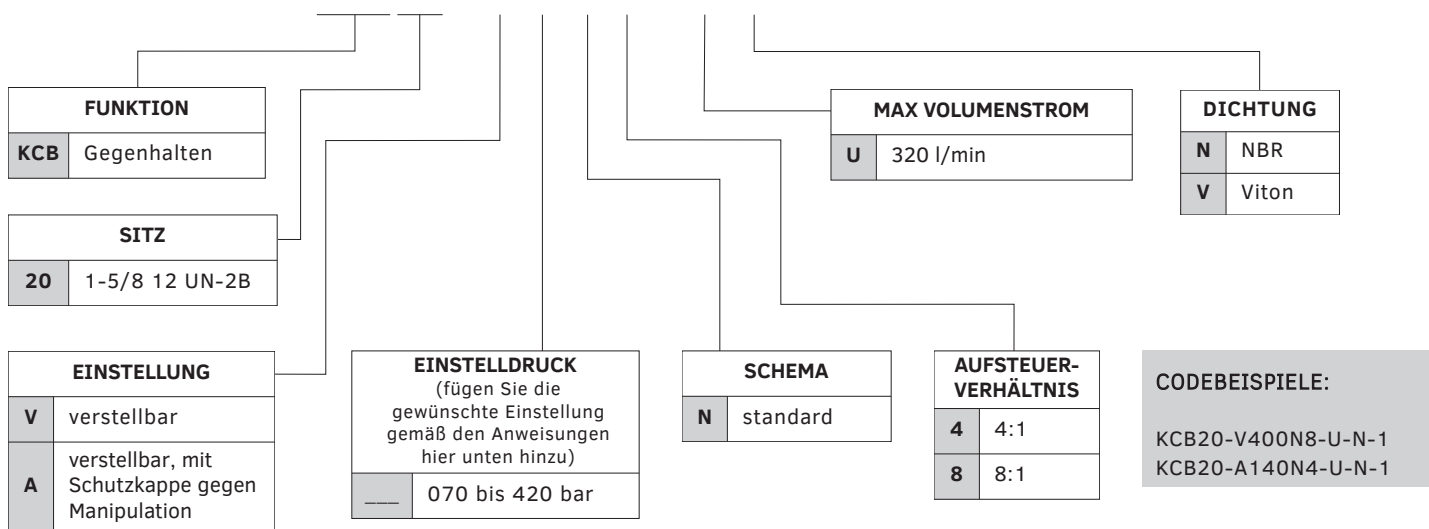 FUNKTION
KCB Gegenhalten
MAX VOLUMENSTROM
U 320 l/min
DICHTUNG
N NBR
V Viton
SITZ
20 1-5/8 12 UN-2B
EINSTELLUNG
V verstellbar
A verstellbar, mit
Schutzkappe gegen
Manipulation
EINSTELLDRUCK
(fügen Sie die
gewünschte Einstellung
gemäß den Anweisungen
hier unten hinzu)
___ 070 bis 420 bar
SCHEMA
N standard
AUFSTEUER-
VERHÄLTNIS
4 4:1
8 8:1
CODEBEISPIELE:
KCB20-V400N8-U-N-1
KCB20-A140N4-U-N-1